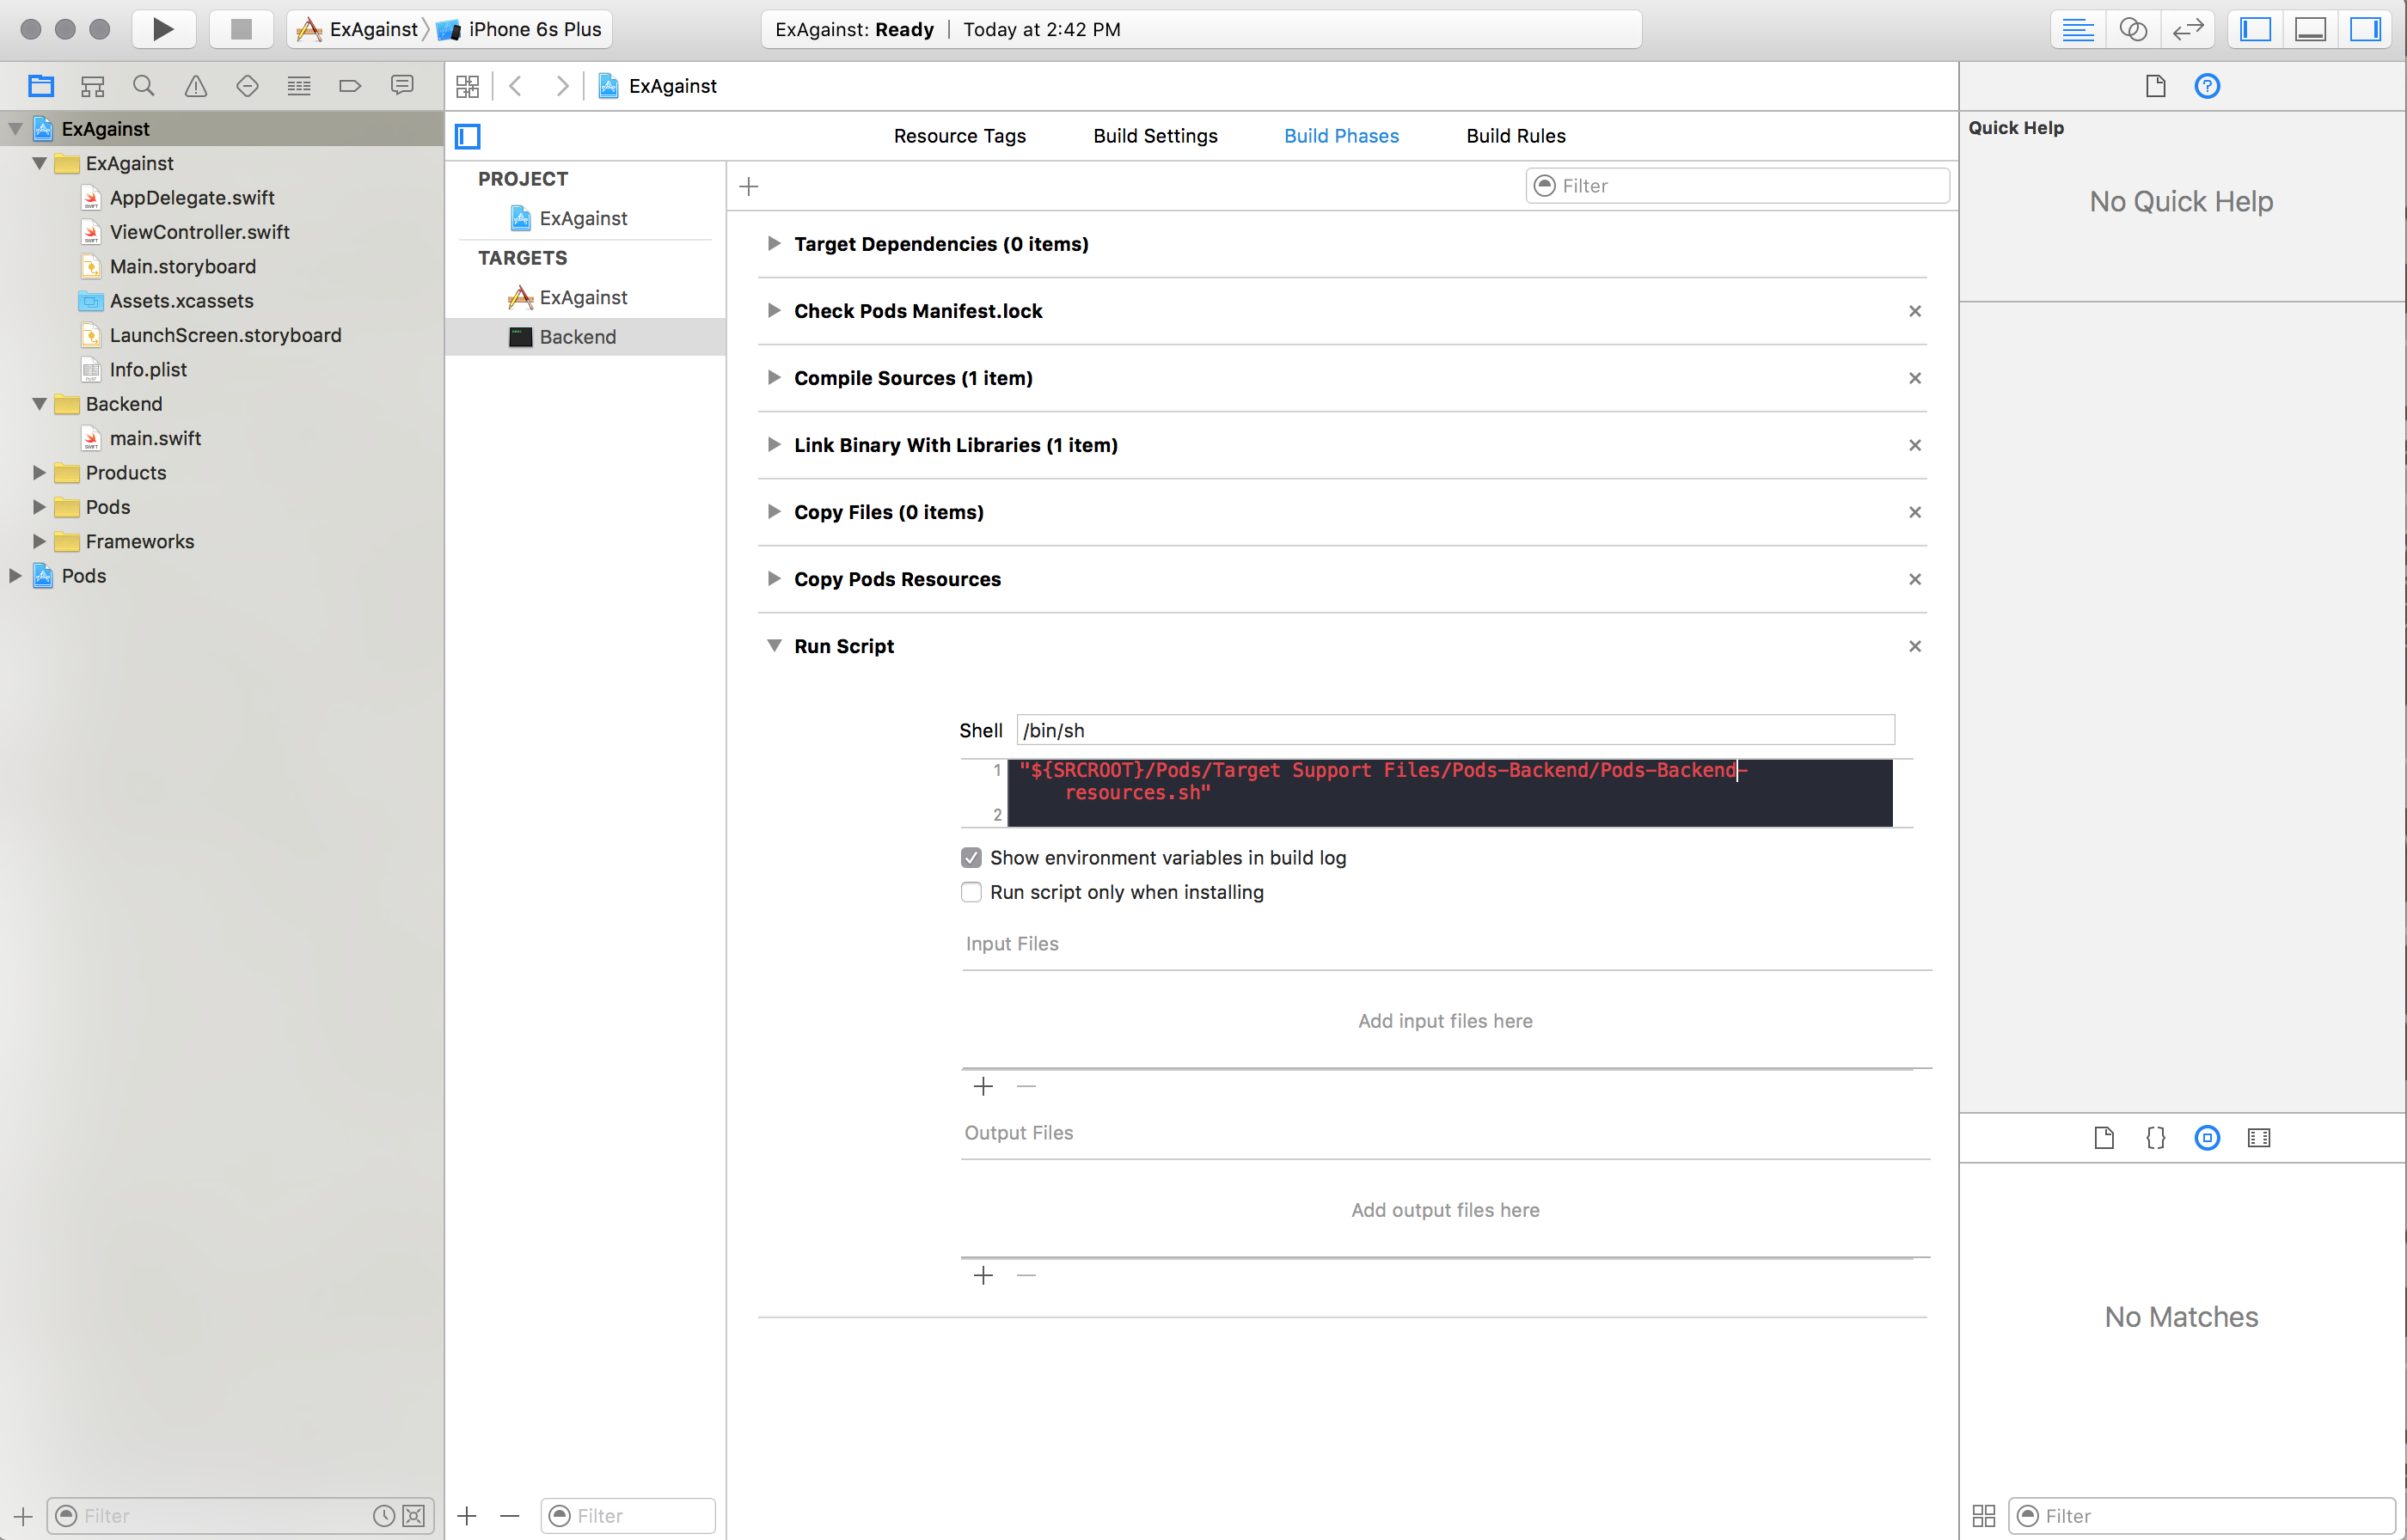 ExAgainst
iPhone 6s Plus
ExAgainst: Ready | Today at 2:42 PM
ExAgainst
ExAgainst
ExAgainst
AppDelegate.swift
ViewController.swift
Main.storyboard
Assets.xcassets
LaunchScreen.storyboard
Info.plist
Backend
main.swift
Products
Pods
Frameworks
Pods
Filter
Resource Tags
Build Settings
Build Phases
Build Rules
PROJECT
ExAgainst
TARGETS
ExAgainst
Backend
Filter
Filter
Target Dependencies (0 items)
Check Pods Manifest.lock
Compile Sources (1 item)
Link Binary With Libraries (1 item)
Copy Files (0 items)
Copy Pods Resources
Run Script
Shell /bin/sh
1 "${SRCROOT}/Pods/Target Support Files/Pods-Backend/Pods-Backend-
resources.sh"
2
Show environment variables in build log
Run script only when installing
Input Files
Add input files here
Output Files
Add output files here
Quick Help
No Quick Help
{}
No Matches
Filter